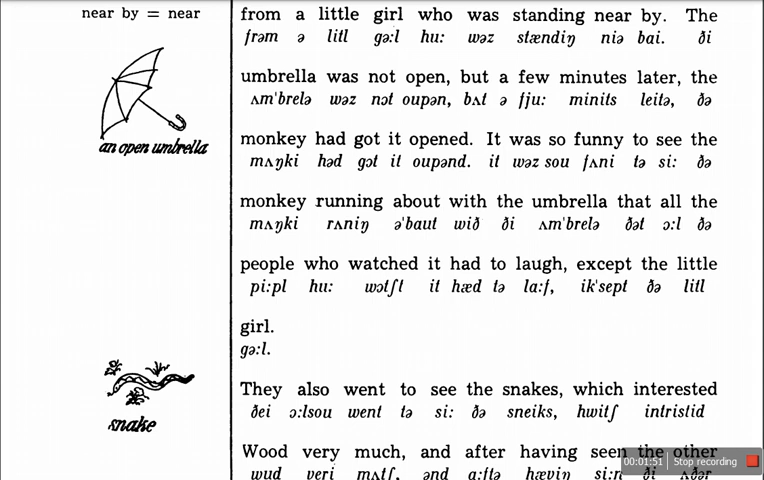 near by = near
from a little girl who was standing near by. The
frəm ə litl gə:l hu: wəz stændiŋ niə bai. ði
umbrella was not open, but a few minutes later, the
ʌm'brelə wəz nɔt oupən, bʌt ə fju: minits leitə, ðə
an open umbrella
monkey had got it opened. It was so funny to see the
mʌŋki həd gɔt it oupənd. it wəz sou fʌni tə si: ðə
monkey running about with the umbrella that all the
mʌŋki rʌniŋ ə'baut wið ði ʌm'brelə ðət ɔ:l ðə
people who watched it had to laugh, except the little
pi:pl hu: wɔtʃt it hæd tə la:f, ik'sept ðə litl
girl.
gə:l.
They also went to see the snakes, which interested
ðei ɔ:lsou went tə si: ðə sneiks, hwitʃ intristid
snake
Wood very much, and after having seen the other
wud veri mʌtʃ, ənd a:ftə hæviŋ si:n ði ʌðər
00:01:51 Stop recording